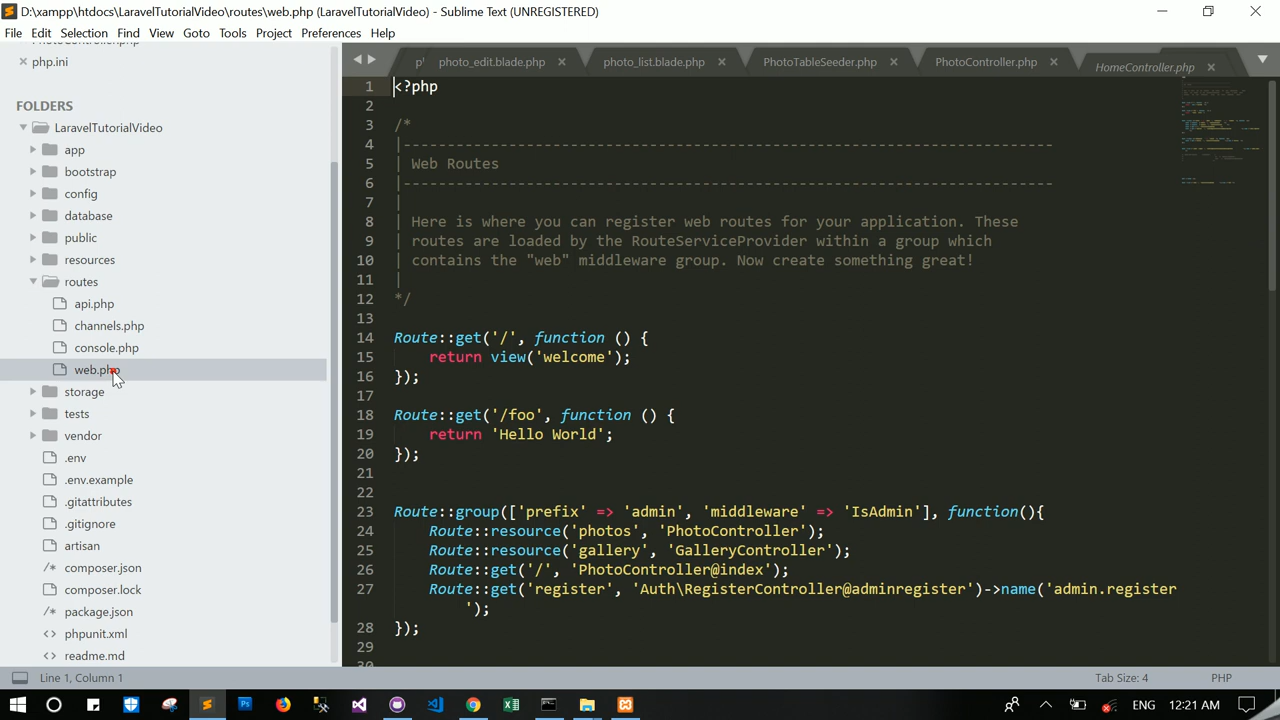 D:\xampp\htdocs\LaravelTutorialVideo\routes\web.php (LaravelTutorialVideo) - Sublime Text (UNREGISTERED)
File Edit Selection Find View Goto Tools Project Preferences Help
PhotoController.php
php.ini
FOLDERS
LaravelTutorialVideo
app
bootstrap
config
database
public
resources
routes
api.php
channels.php
console.php
web.php
storage
tests
vendor
.env
.env.example
.gitattributes
.gitignore
artisan
composer.json
composer.lock
package.json
phpunit.xml
readme.md
photo_edit.blade.php photo_list.blade.php PhotoTableSeeder.php PhotoController.php HomeController.php
1 <?php
2
3 /*
4 |--------------------------------------------------------------------------
5 | Web Routes
6 |--------------------------------------------------------------------------
7 |
8 | Here is where you can register web routes for your application. These
9 | routes are loaded by the RouteServiceProvider within a group which
10 | contains the "web" middleware group. Now create something great!
11 |
12 */
13
14 Route::get('/', function () {
15     return view('welcome');
16 });
17
18 Route::get('/foo', function () {
19     return 'Hello World';
20 });
21
22
23 Route::group(['prefix' => 'admin', 'middleware' => 'IsAdmin'], function(){
24     Route::resource('photos', 'PhotoController');
25     Route::resource('gallery', 'GalleryController');
26     Route::get('/', 'PhotoController@index');
27     Route::get('register', 'Auth\RegisterController@adminregister')->name('admin.register
');
28 });
29
30
Line 1, Column 1 Tab Size: 4 PHP
ENG 12:21 AM